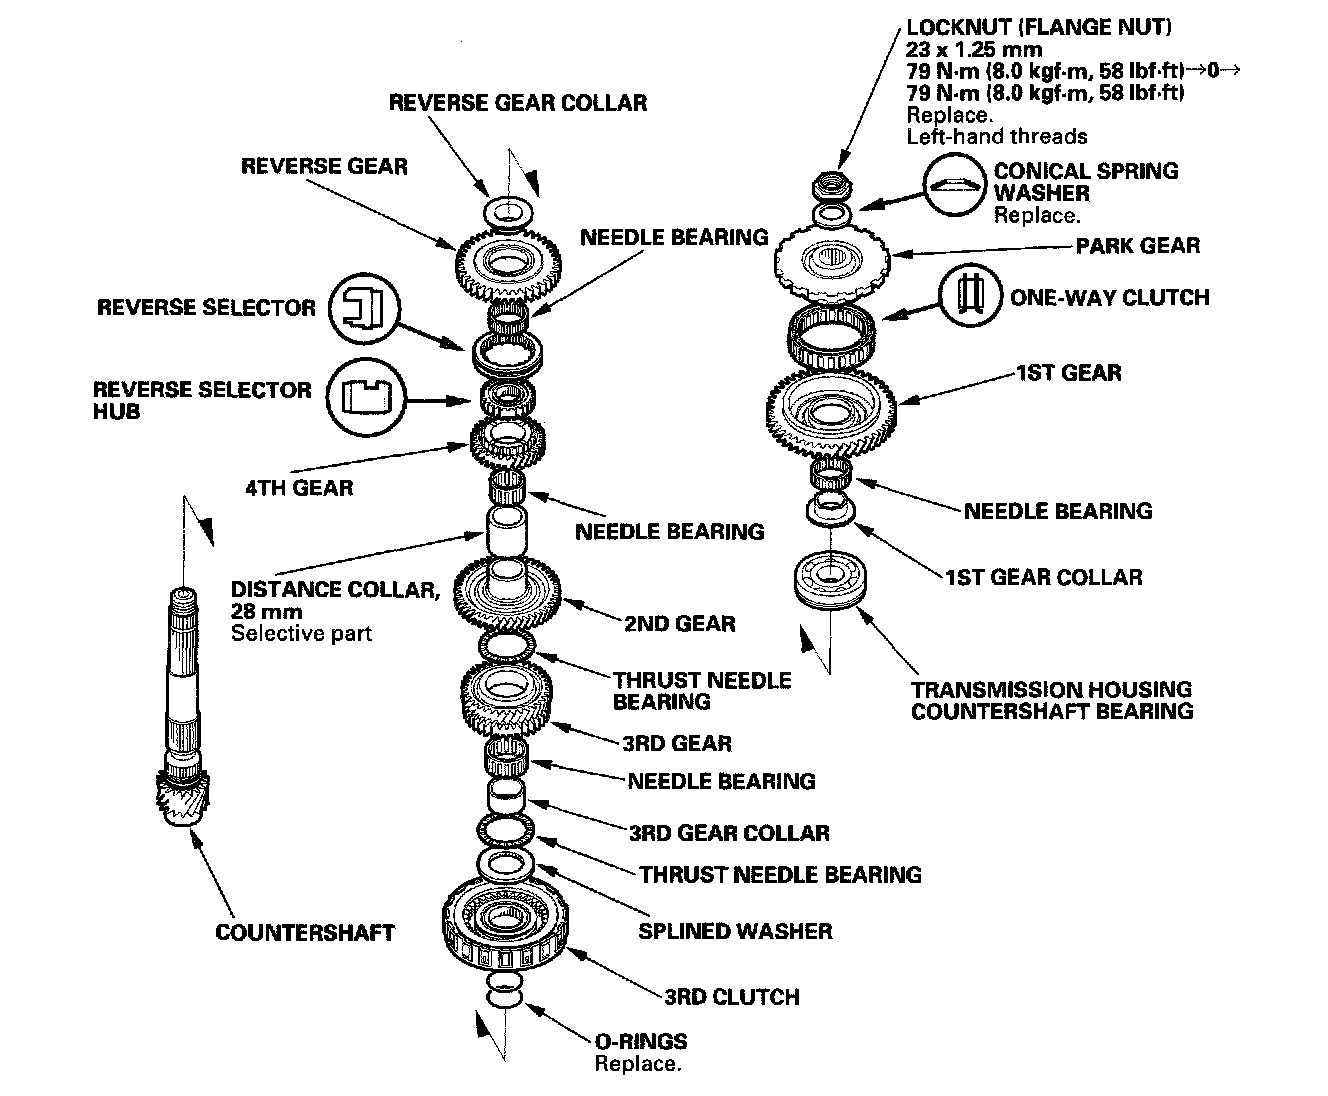 LOCKNUT (FLANGE NUT)
23 x 1.25 mm
79 N·m (8.0 kgf·m, 58 lbf·ft)→0→
79 N·m (8.0 kgf·m, 58 lbf·ft)
Replace.
Left-hand threads
REVERSE GEAR COLLAR
REVERSE GEAR
CONICAL SPRING
WASHER
Replace.
NEEDLE BEARING
PARK GEAR
REVERSE SELECTOR
ONE-WAY CLUTCH
REVERSE SELECTOR
HUB
1ST GEAR
4TH GEAR
NEEDLE BEARING
NEEDLE BEARING
DISTANCE COLLAR,
28 mm
Selective part
1ST GEAR COLLAR
2ND GEAR
THRUST NEEDLE
BEARING
TRANSMISSION HOUSING
COUNTERSHAFT BEARING
3RD GEAR
NEEDLE BEARING
3RD GEAR COLLAR
THRUST NEEDLE BEARING
COUNTERSHAFT
SPLINED WASHER
3RD CLUTCH
O-RINGS
Replace.